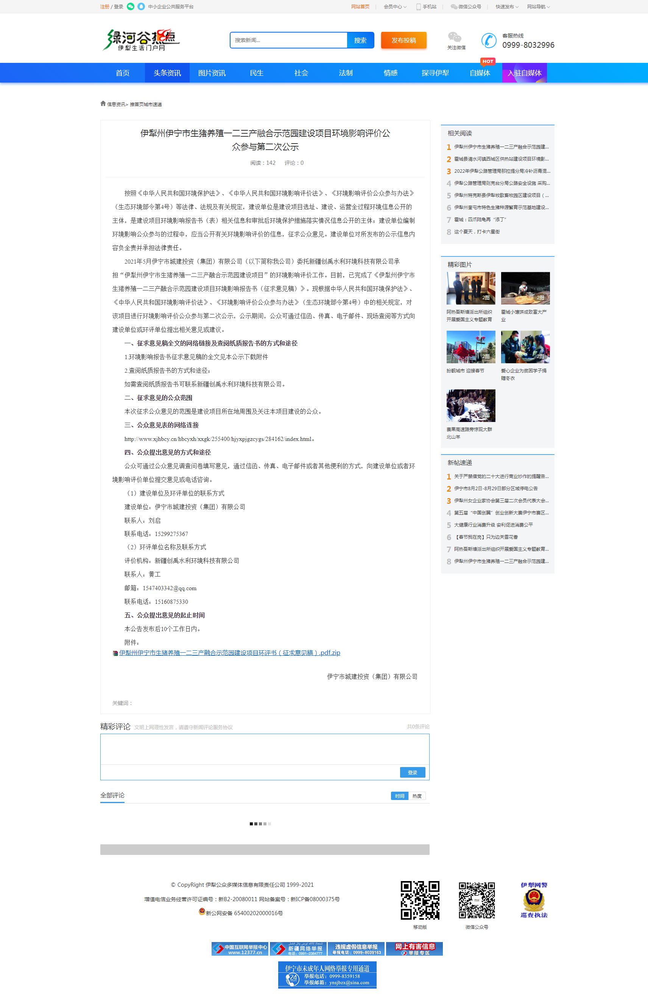 注册 / 登录 中小企业公共服务平台 网站首页 | 会员中心 手机站 | 微信公众号 | 快速发布 网站导航
绿河谷热点
伊犁生活门户网
搜索新闻... 搜索 发布投稿 关注微信 客服热线
0999-8032996
HOT
首页 头条资讯 图片资讯 民生 社会 法制 情感 探寻伊犁 自媒体 入驻自媒体
信息资讯> 推首页城市速递
伊犁州伊宁市生猪养殖一二三产融合示范园建设项目环境影响评价公
众参与第二次公示
阅读：142 评论：0
按照《中华人民共和国环境保护法》、《中华人民共和国环境影响评价法》、《环境影响评价公众参与办法》
（生态环境部令第4号）等法律、法规及有关规定，建设单位是建设项目选址、建设、运营全过程环境信息公开的
主体，是建设项目环境影响报告书（表）相关信息和审批后环境保护措施落实情况信息公开的主体；建设单位编制
环境影响公众参与的过程中，应当公开有关环境影响评价的信息，征求公众意见。建设单位对所发布的公示信息内
容负全责并承担法律责任。
2021年5月伊宁市城建投资（集团）有限公司（以下简称我公司）委托新疆创禹水利环境科技有限公司承
担“伊犁州伊宁市生猪养殖一二三产融合示范园建设项目”的环境影响评价工作。目前，已完成了《伊犁州伊宁市
生猪养殖一二三产融合示范园建设项目环境影响报告书（征求意见稿）》。现根据中华人民共和国环境保护法》、
《中华人民共和国环境影响评价法》、《环境影响评价公众参与办法》（生态环境部令第4号）中的相关规定，对
该项目进行环境影响评价公众参与第二次公示，公示期间，公众可通过信函、传真、电子邮件、现场查阅等方式向
建设单位或环评单位提出相关意见或建议。
一、征求意见稿全文的网络链接及查阅纸质报告书的方式和途径
1.环境影响报告书征求意见稿的全文见本公示下载附件
2.查阅纸质报告书的方式和途径；
如需查阅纸质报告书可联系新疆创禹水利环境科技有限公司。
二、征求意见的公众范围
本次征求公众意见的范围是建设项目所在地周围及关注本项目建设的公众。
三、公众意见表的网络连接
http://www.xjhbcy.cn/hbcyxh/xxgk/255400/hjyxpjgzcygs/284162/index.html。
四、公众提出意见的方式和途径
公众可通过公众意见调查问卷填写意见，通过信函、传真、电子邮件或者其他便利的方式，向建设单位或者环
境影响评价单位提交意见或电话咨询。
（1）建设单位及环评单位的联系方式
建设单位：伊宁市城建投资（集团）有限公司
联系人：刘启
联系电话：15299275367
（2）环评单位名称及联系方式
评价机构：新疆创禹水利环境科技有限公司
联系人：黄工
邮箱：1547403342@qq.com
联系电话：15160875330
五、公众提出意见的起止时间
本公告发布后10个工作日内。
附件：
伊犁州伊宁市生猪养殖一二三产融合示范园建设项目环评书（征求意见稿）.pdf.zip
伊宁市城建投资（集团）有限公司
关键词：
相关阅读
1 伊犁州伊宁市生猪养殖一二三产融合示范园建...
2 霍城县清水河镇西城区供热站建设项目环境影...
3 2022年伊犁公路管理局那拉提分局冷补沥青混...
4 伊犁公路管理局则克台分局公路安全设施 采购...
5 伊犁州特克斯县伊犁牧歌畜牧园区建设项目（...
6 伊犁州奎屯市特色生猪种源繁育示范基地建设...
7 霍城：四爪陆龟再“添丁”
8 这个夏天，打卡六星街
精彩图片
2图 2图
阿热吾斯塘派出所组织 霍城小馕饼成致富大产
开展爱国主义专题教育 业
2图 2图
扮靓城市 迎接春节 爱心企业为贫困学子捐
赠冬衣
2图
赛果高速路旁惊现大群
北山羊
新帖速递
1 关于严禁借党的二十大进行商业炒作的提醒告...
2 伊宁市8月2日-8月29日部分区域停电公告
3 伊犁州女企业家协会第三届二次会员代表大会...
4 第五届“中国创翼”创业创新大赛伊宁市赛区...
5 大健康行业消费升级 安利促进消费公平
6 【春节我在岗】只为边关雪花香
7 阿热吾斯塘派出所组织开展爱国主义专题教育...
8 伊犁州伊宁市生猪养殖一二三产融合示范园建...
精彩评论 文明上网理性发言，请遵守新闻评论服务协议 共0条评论
登录
全部评论 时间 热度
© CopyRight 伊犁公众多媒体信息有限责任公司 1999-2021
增值电信业务经营许可证编号：新B2-20080011 网站备案号：新ICP备08000375号
新公网安备 65400202000016号
移动版 微信公众号
伊犁网警
巡查执法
中国互联网举报中心
www.12377.cn
新疆网络举报
电话：0991-2384777
违规虚假信息举报
举报电话：0999-8039163
网上有害信息
举报专区
伊宁市未成年人网络举报专用通道
24 HOURS
举报电话：0999-8359158
举报邮箱：ynsjbzx@sina.com